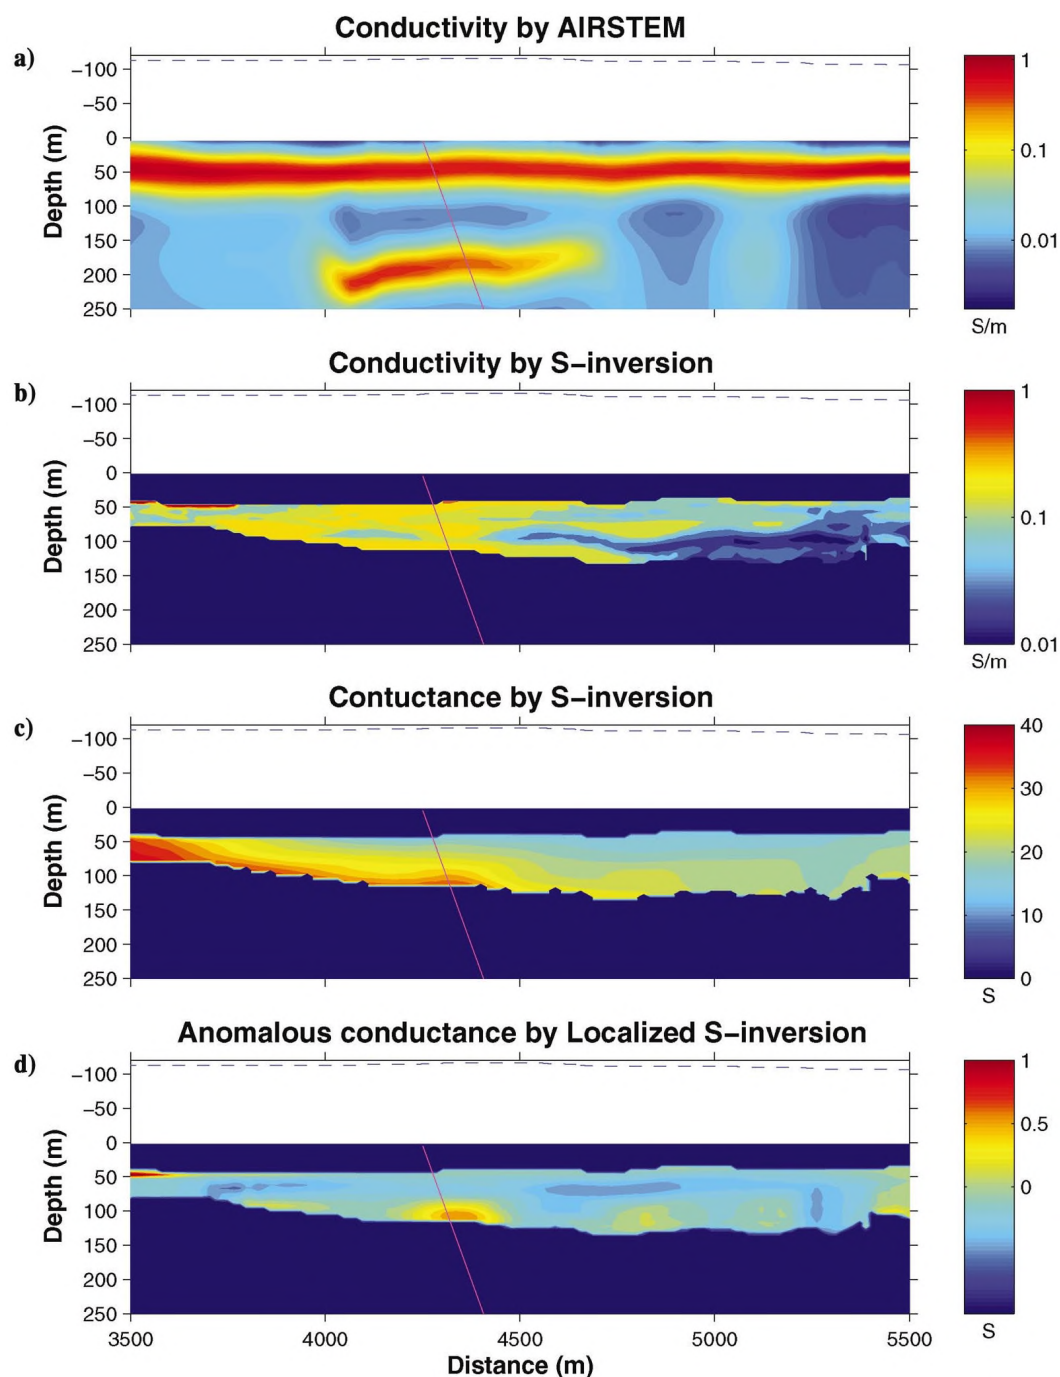 Conductivity by AIRSTEM
a)
−100
−50
0
50
100
150
200
250
Depth (m)
1
0.1
0.01
S/m
Conductivity by S−inversion
b)
−100
−50
0
50
100
150
200
250
Depth (m)
1
0.1
0.01
S/m
Contuctance by S−inversion
c)
−100
−50
0
50
100
150
200
250
Depth (m)
40
30
20
10
0
S
Anomalous conductance by Localized S−inversion
d)
−100
−50
0
50
100
150
200
250
Depth (m)
1
0.5
0
S
3500 4000 4500 5000 5500
Distance (m)